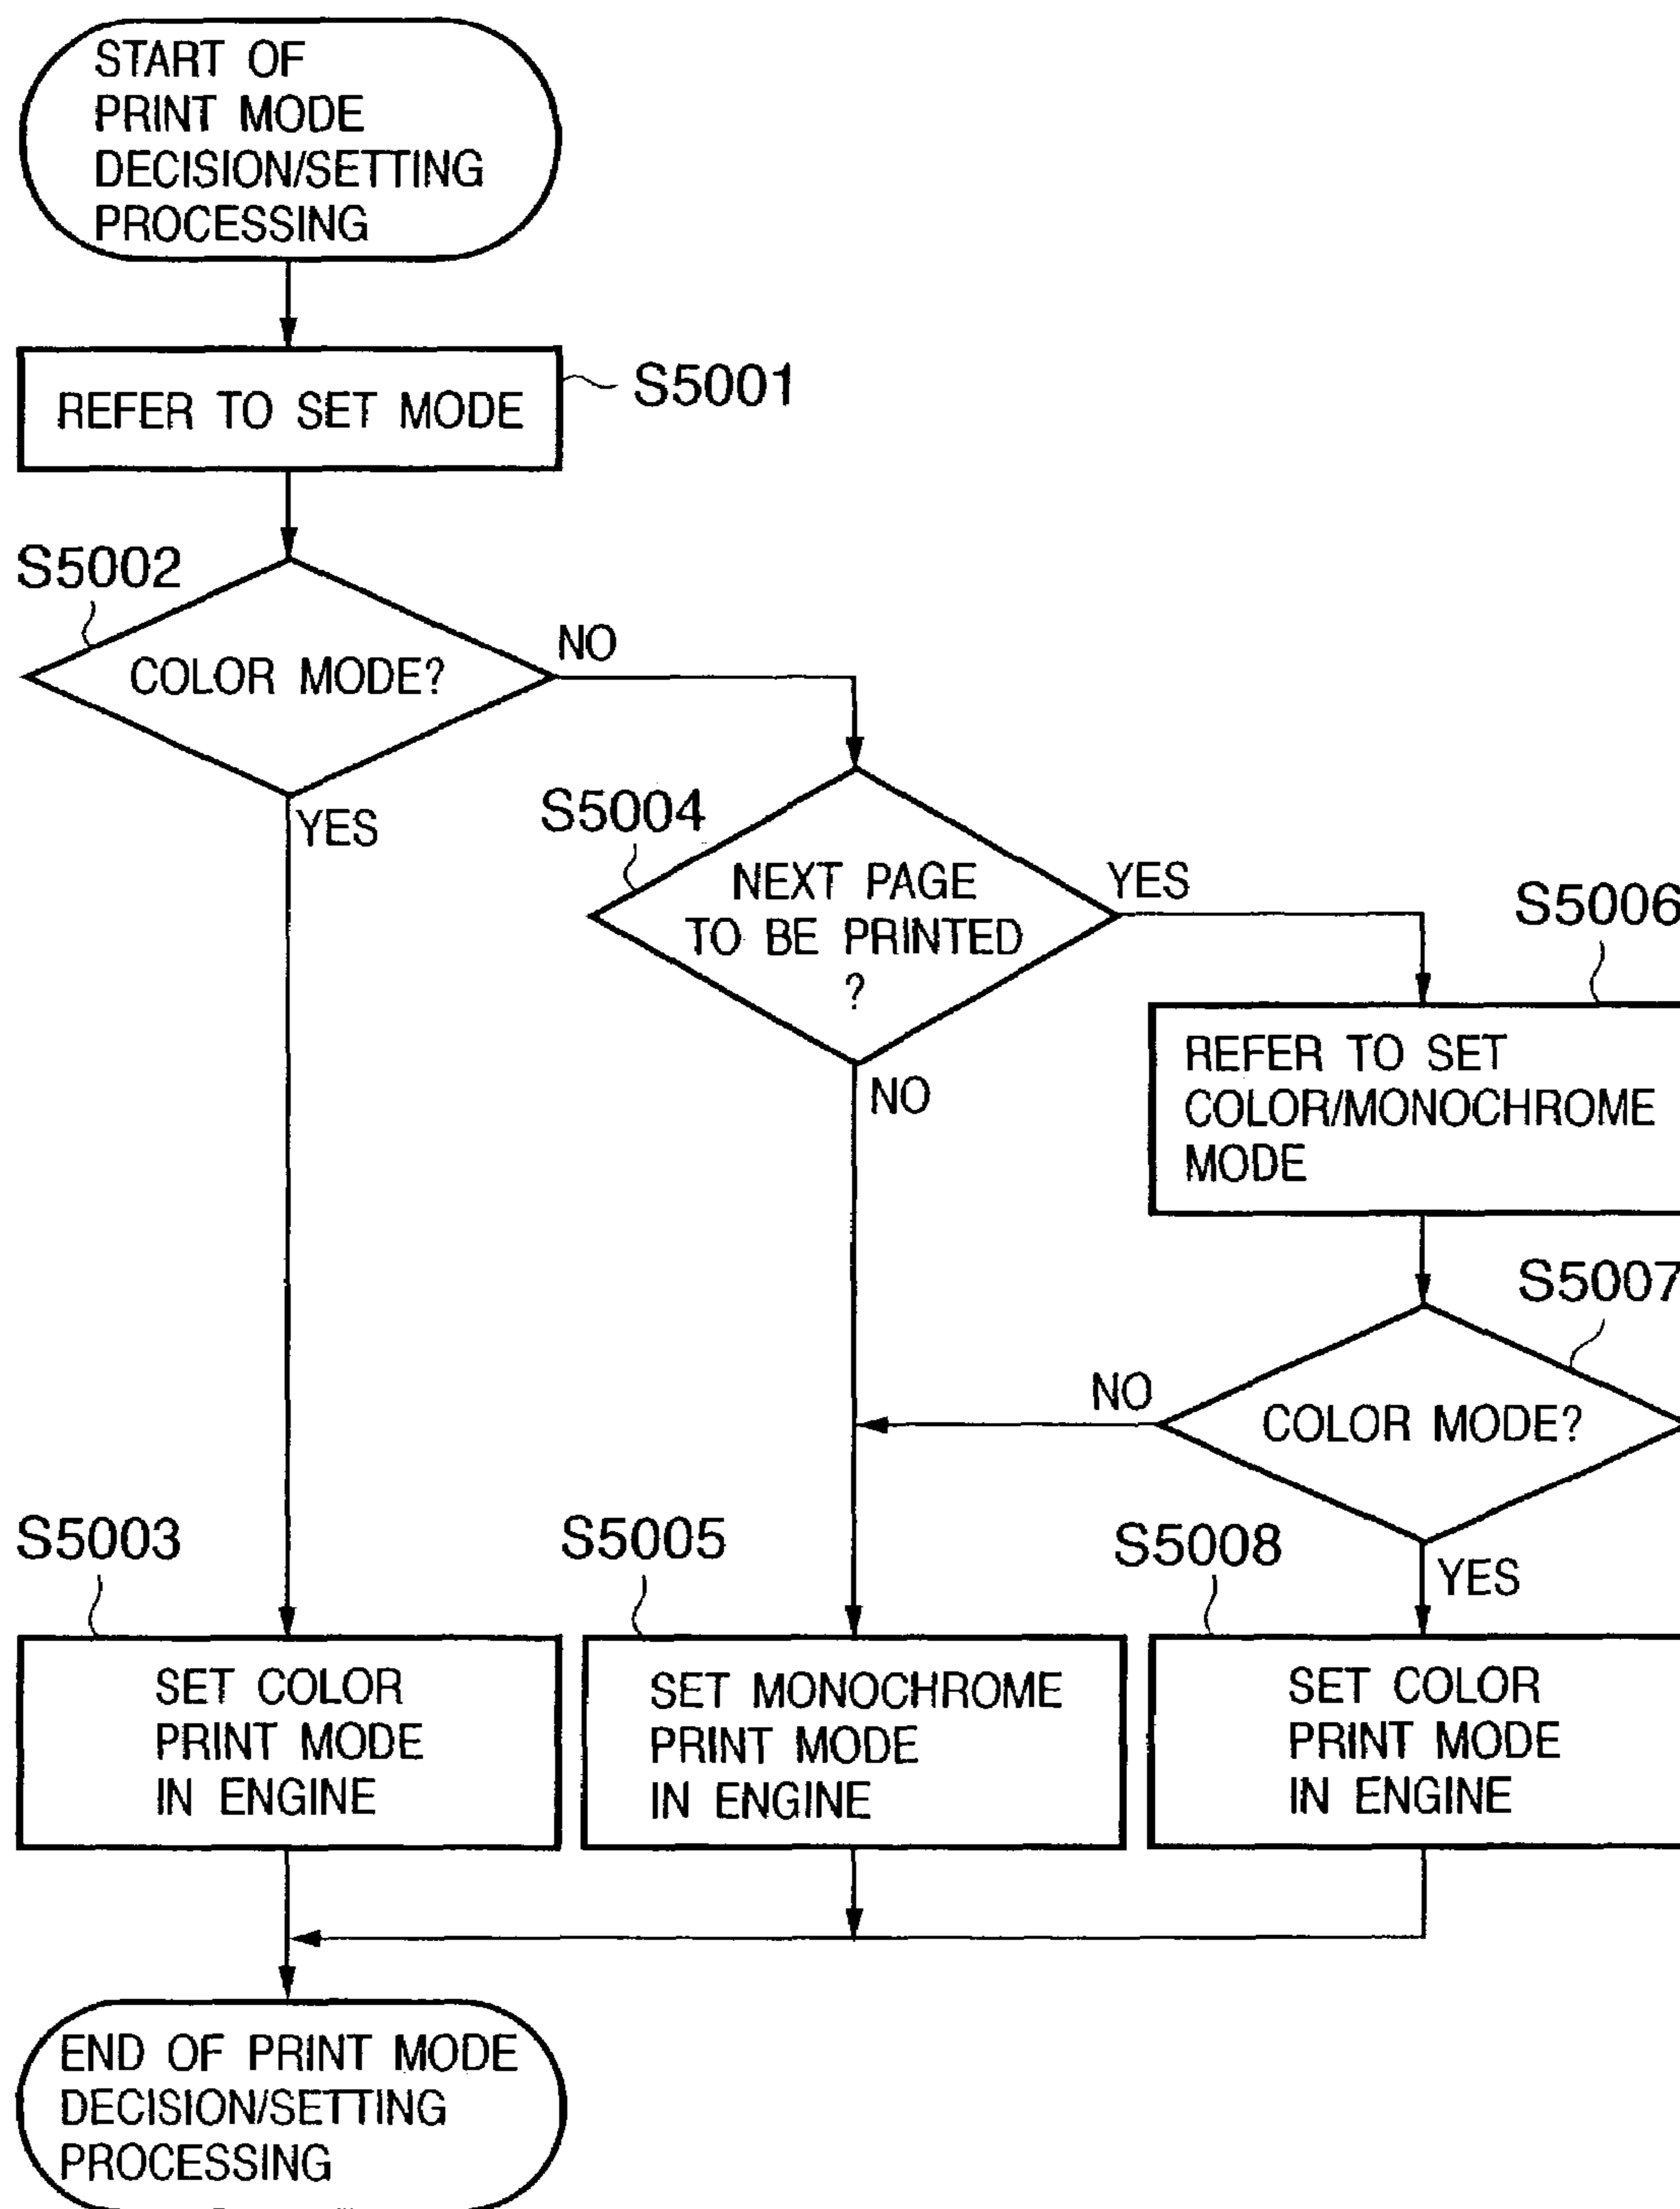 START OF
PRINT MODE
DECISION/SETTING
PROCESSING
REFER TO SET MODE
S5001
S5002
COLOR MODE?
NO
YES
S5004
NEXT PAGE
TO BE PRINTED
?
YES
NO
S5006
REFER TO SET
COLOR/MONOCHROME
MODE
S5007
COLOR MODE?
NO
YES
S5003
SET COLOR
PRINT MODE
IN ENGINE
S5005
SET MONOCHROME
PRINT MODE
IN ENGINE
S5008
SET COLOR
PRINT MODE
IN ENGINE
END OF PRINT MODE
DECISION/SETTING
PROCESSING